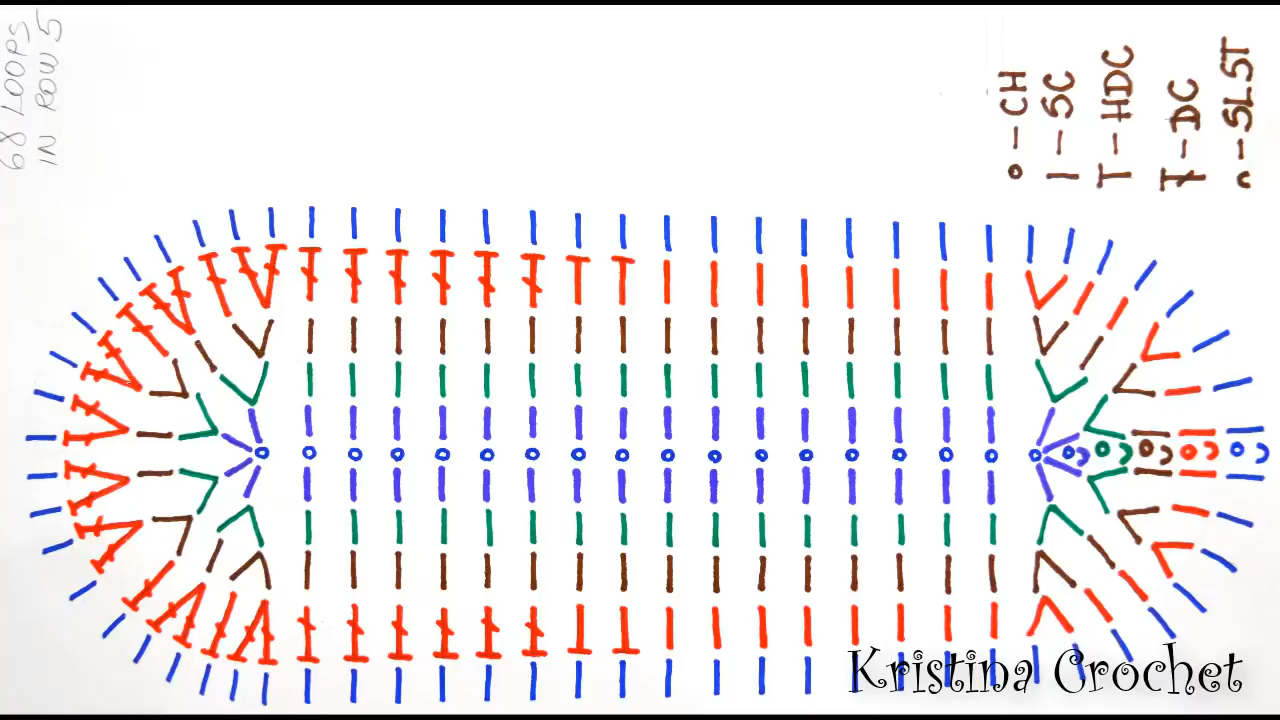 68 LOOPS
IN ROW 5
o-CH
I-SC
T-HDC
Ŧ-DC
∩-SLST
Kristina Crochet